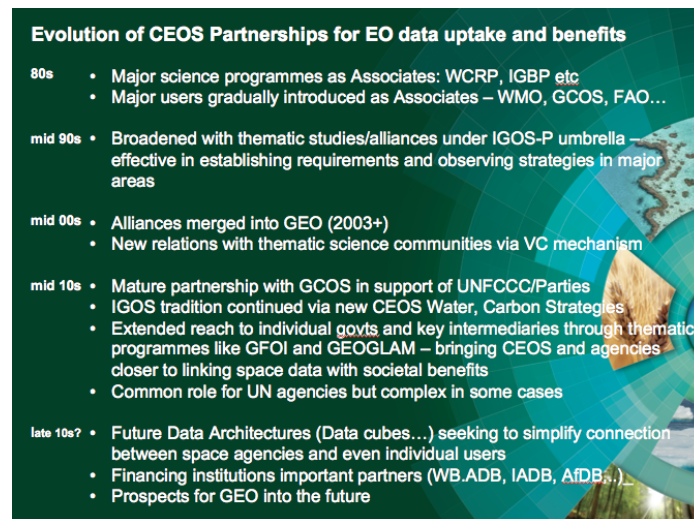 Evolution of CEOS Partnerships for EO data uptake and benefits
80s • Major science programmes as Associates: WCRP, IGBP etc
• Major users gradually introduced as Associates – WMO, GCOS, FAO…
mid 90s • Broadened with thematic studies/alliances under IGOS-P umbrella –
effective in establishing requirements and observing strategies in major
areas
mid 00s • Alliances merged into GEO (2003+)
• New relations with thematic science communities via VC mechanism
mid 10s • Mature partnership with GCOS in support of UNFCCC/Parties
• IGOS tradition continued via new CEOS Water, Carbon Strategies
• Extended reach to individual govts and key intermediaries through thematic
programmes like GFOI and GEOGLAM – bringing CEOS and agencies
closer to linking space data with societal benefits
• Common role for UN agencies but complex in some cases
late 10s? • Future Data Architectures (Data cubes…) seeking to simplify connection
between space agencies and even individual users
• Financing institutions important partners (WB.ADB, IADB, AfDB…)
• Prospects for GEO into the future